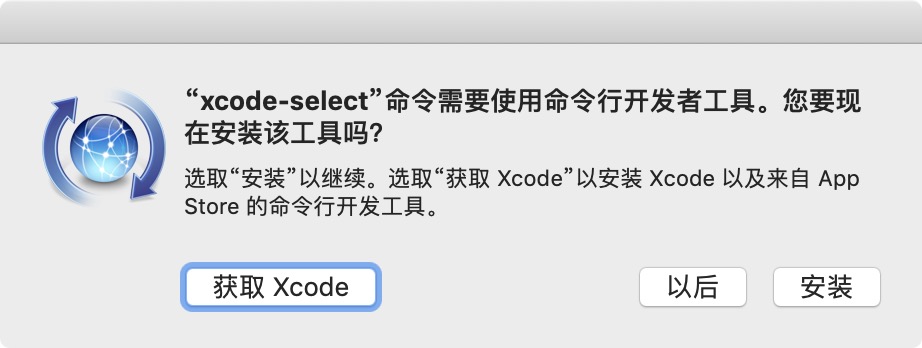 “xcode-select”命令需要使用命令行开发者工具。您要现
在安装该工具吗?
选取“安装”以继续。选取“获取 Xcode”以安装 Xcode 以及来自 App
Store 的命令行开发工具。
获取 Xcode
以后
安装